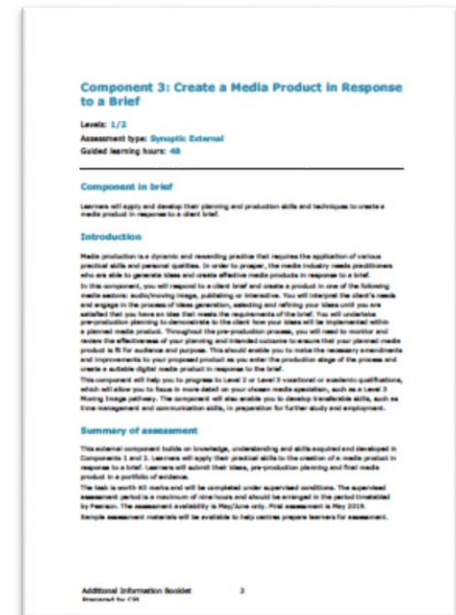 Component 3: Create a Media Product in Response
to a Brief
Levels: 1/2
Assessment type: Synoptic External
Guided learning hours: 48
Component in brief
Learners will apply and develop their planning and production skills and techniques to create a
media product in response to a client brief.
Introduction
Media production is a dynamic and rewarding practice that requires the application of various
practical skills and personal qualities. In order to prosper, the media industry needs practitioners
who are able to generate ideas and create effective media products in response to a brief.
In this component, you will respond to a client brief and create a product in one of the following
media sectors: audio/moving image, publishing or interactive. You will interpret the client's needs
and engage in the process of ideas generation, selecting and refining your ideas until you are
satisfied that you have an idea that meets the requirements of the brief. You will undertake
pre-production planning to demonstrate to the client how your ideas will be implemented within
a planned media product. Throughout the pre-production process, you will need to monitor and
review the effectiveness of your planning and intended outcome to ensure that your planned media
product is fit for audience and purpose. This should enable you to make the necessary amendments
and improvements to your proposed product as you enter the production stage of the process and
create a suitable digital media product in response to the brief.
This component will help you to progress to Level 2 or Level 3 vocational or academic qualifications,
which will allow you to focus in more detail on your chosen media specialism, such as a Level 3
Moving Image pathway. The component will also enable you to develop transferable skills, such as
time management and communication skills, in preparation for further study and employment.
Summary of assessment
This external component builds on knowledge, understanding and skills acquired and developed in
Components 1 and 2. Learners will apply their practical skills to the creation of a media product in
response to a brief. Learners will submit their ideas, pre-production planning and final media
product in a portfolio of evidence.
The task is worth 60 marks and will be completed under supervised conditions. The supervised
assessment period is a maximum of nine hours and should be arranged in the period timetabled
by Pearson. The assessment availability is May/June only. First assessment is May 2019.
Sample assessment materials will be available to help centres prepare learners for assessment.
Additional Information Booklet 3
Prepared by